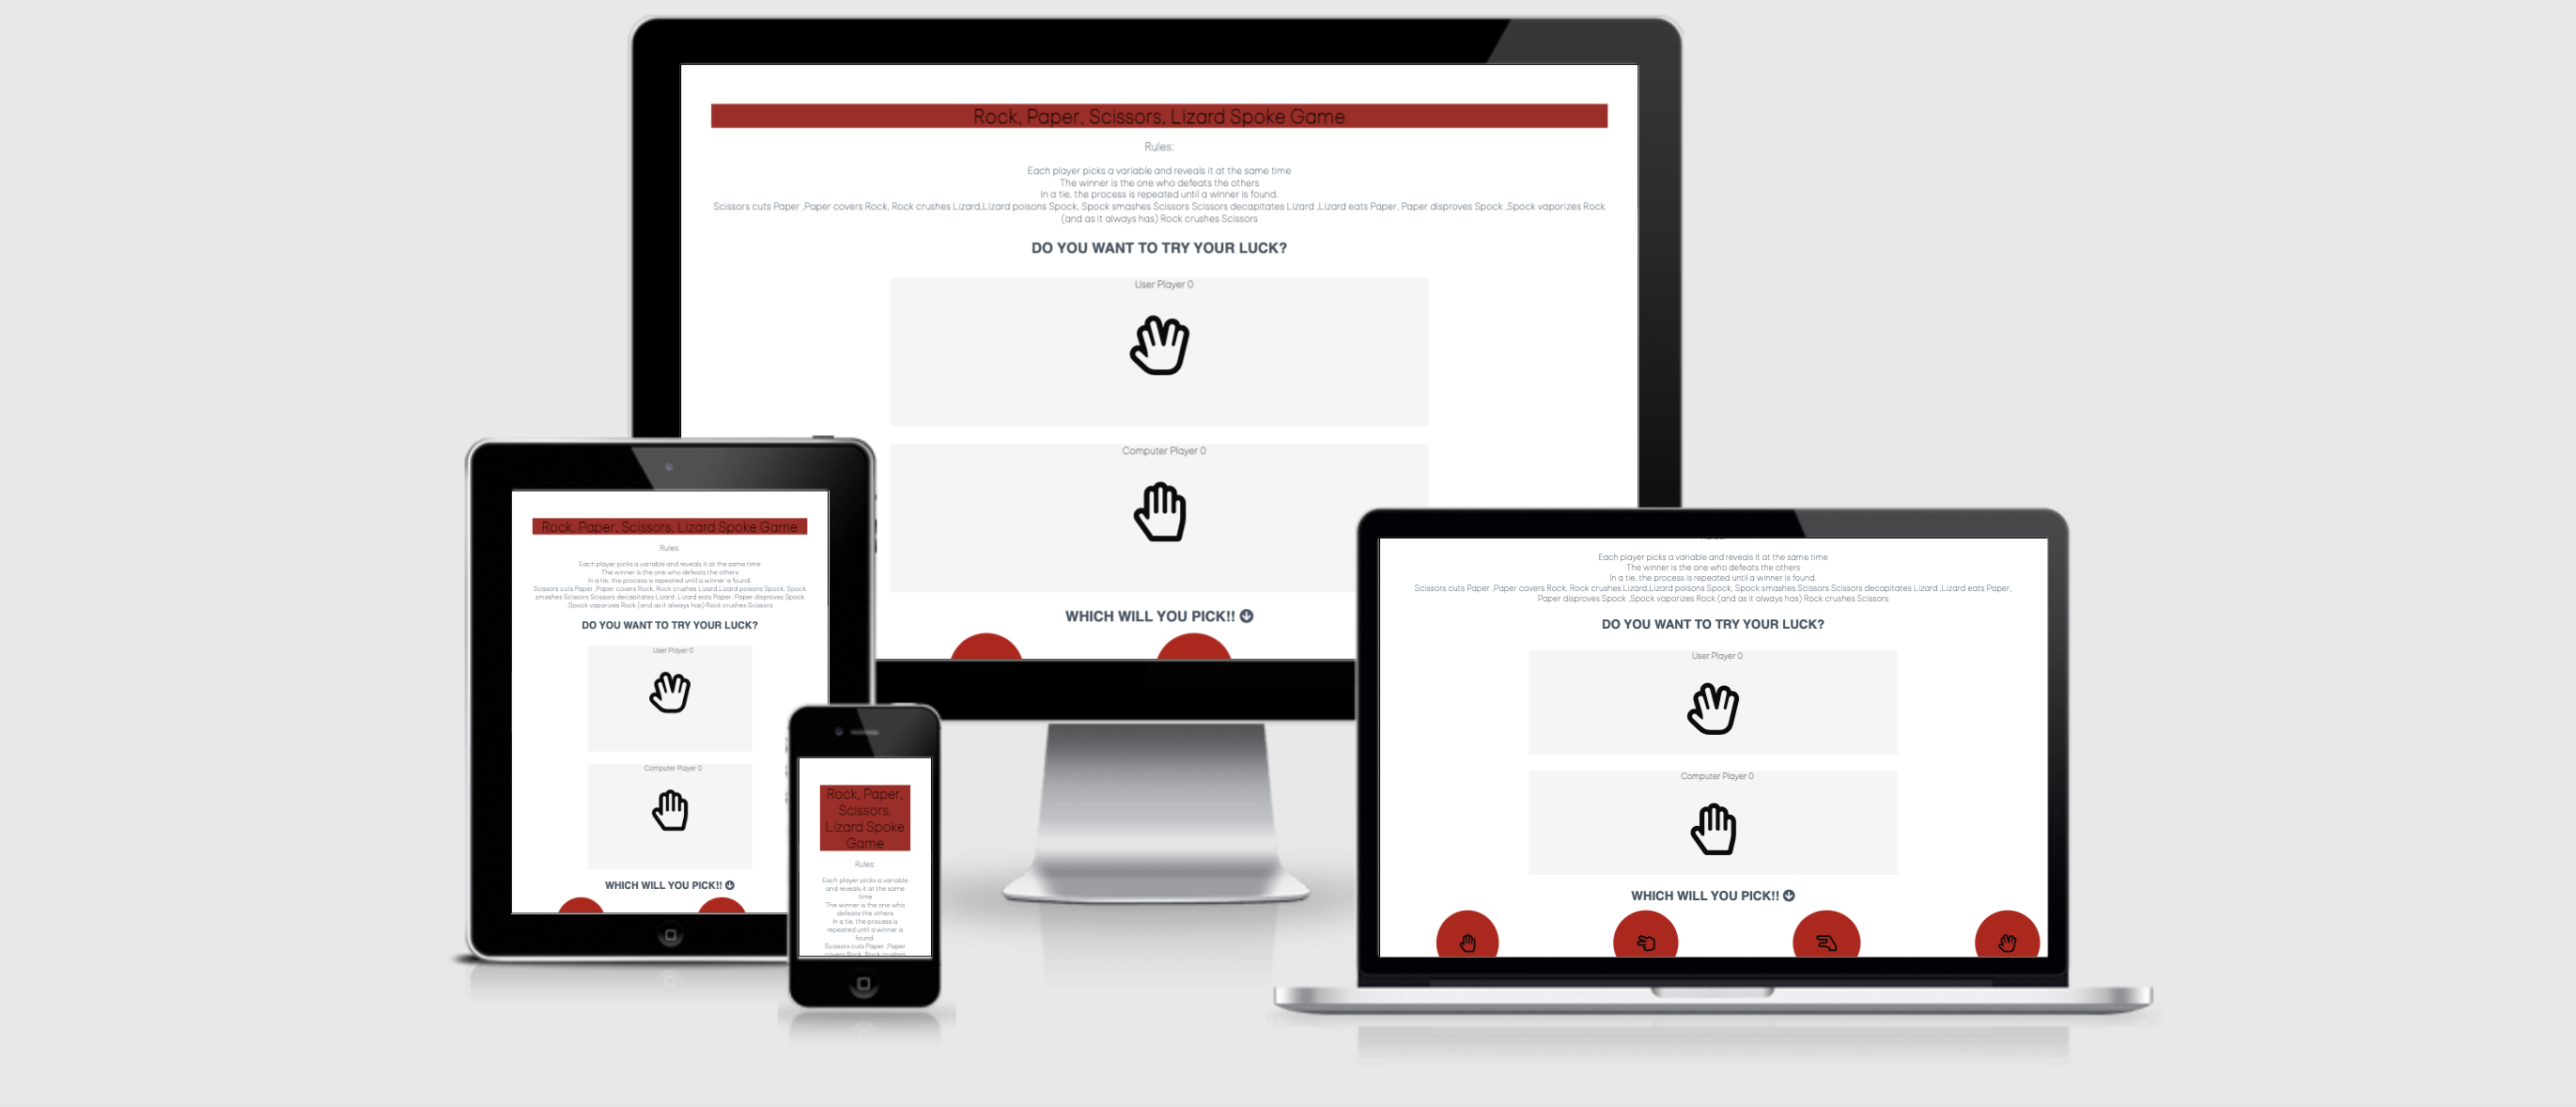 Rock, Paper, Scissors, Lizard Spoke Game
Rules:
Each player picks a variable and reveals it at the same time
The winner is the one who defeats the others
In a tie, the process is repeated until a winner is found.
Scissors cuts Paper ,Paper covers Rock, Rock crushes Lizard,Lizard poisons Spock, Spock smashes Scissors Scissors decapitates Lizard ,Lizard eats Paper, Paper disproves Spock ,Spock vaporizes Rock
(and as it always has) Rock crushes Scissors
DO YOU WANT TO TRY YOUR LUCK?
User Player 0
Computer Player 0
WHICH WILL YOU PICK!!
Rock, Paper, Scissors, Lizard Spoke Game
Rules:
Each player picks a variable and reveals it at the same time
The winner is the one who defeats the others
In a tie, the process is repeated until a winner is found.
Scissors cuts Paper ,Paper covers Rock, Rock crushes Lizard,Lizard poisons Spock, Spock
smashes Scissors Scissors decapitates Lizard ,Lizard eats Paper, Paper disproves Spock
,Spock vaporizes Rock (and as it always has) Rock crushes Scissors
DO YOU WANT TO TRY YOUR LUCK?
User Player 0
Computer Player 0
WHICH WILL YOU PICK!!
Rock, Paper,
Scissors,
Lizard Spoke
Game
Rules:
Each player picks a variable
and reveals it at the same
time
The winner is the one who
defeats the others
In a tie, the process is
repeated until a winner is
found.
Scissors cuts Paper ,Paper
covers Rock, Rock crushes
Each player picks a variable and reveals it at the same time
The winner is the one who defeats the others
In a tie, the process is repeated until a winner is found.
Scissors cuts Paper ,Paper covers Rock, Rock crushes Lizard,Lizard poisons Spock, Spock smashes Scissors Scissors decapitates Lizard ,Lizard eats Paper,
Paper disproves Spock ,Spock vaporizes Rock (and as it always has) Rock crushes Scissors
DO YOU WANT TO TRY YOUR LUCK?
User Player 0
Computer Player 0
WHICH WILL YOU PICK!!